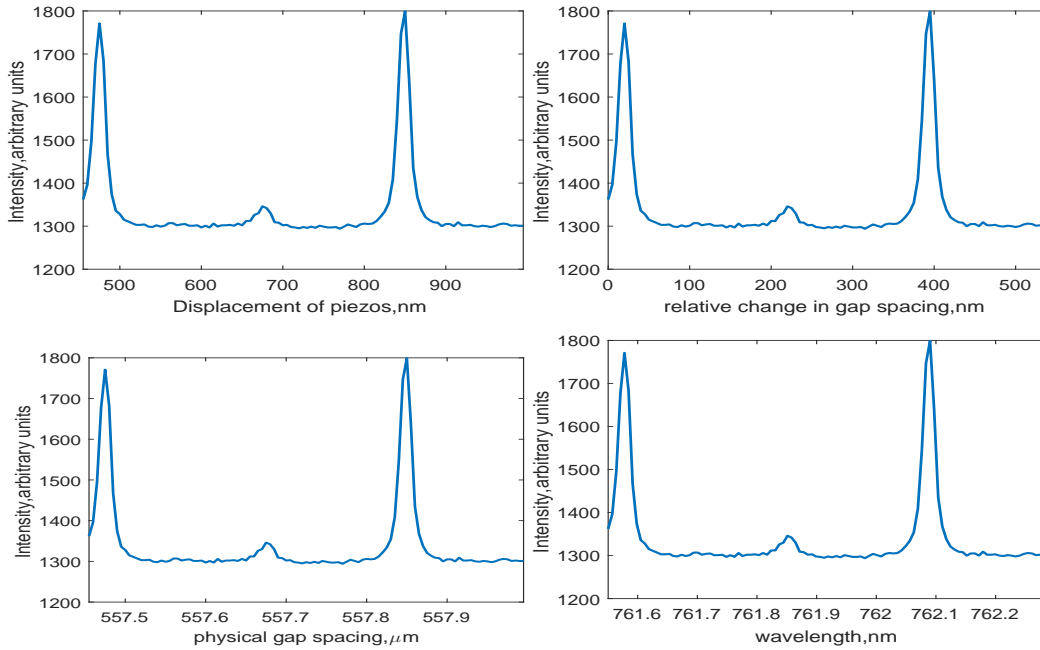 1800
1700
1600
1500
1400
1300
1200
Intensity,arbitrary units
500 600 700 800 900
Displacement of piezos,nm
1800
1700
1600
1500
1400
1300
1200
Intensity,arbitrary units
0 100 200 300 400 500
relative change in gap spacing,nm
1800
1700
1600
1500
1400
1300
1200
Intensity,arbitrary units
557.5 557.6 557.7 557.8 557.9
physical gap spacing,μm
1800
1700
1600
1500
1400
1300
1200
Intensity,arbitrary units
761.6 761.7 761.8 761.9 762 762.1 762.2
wavelength,nm